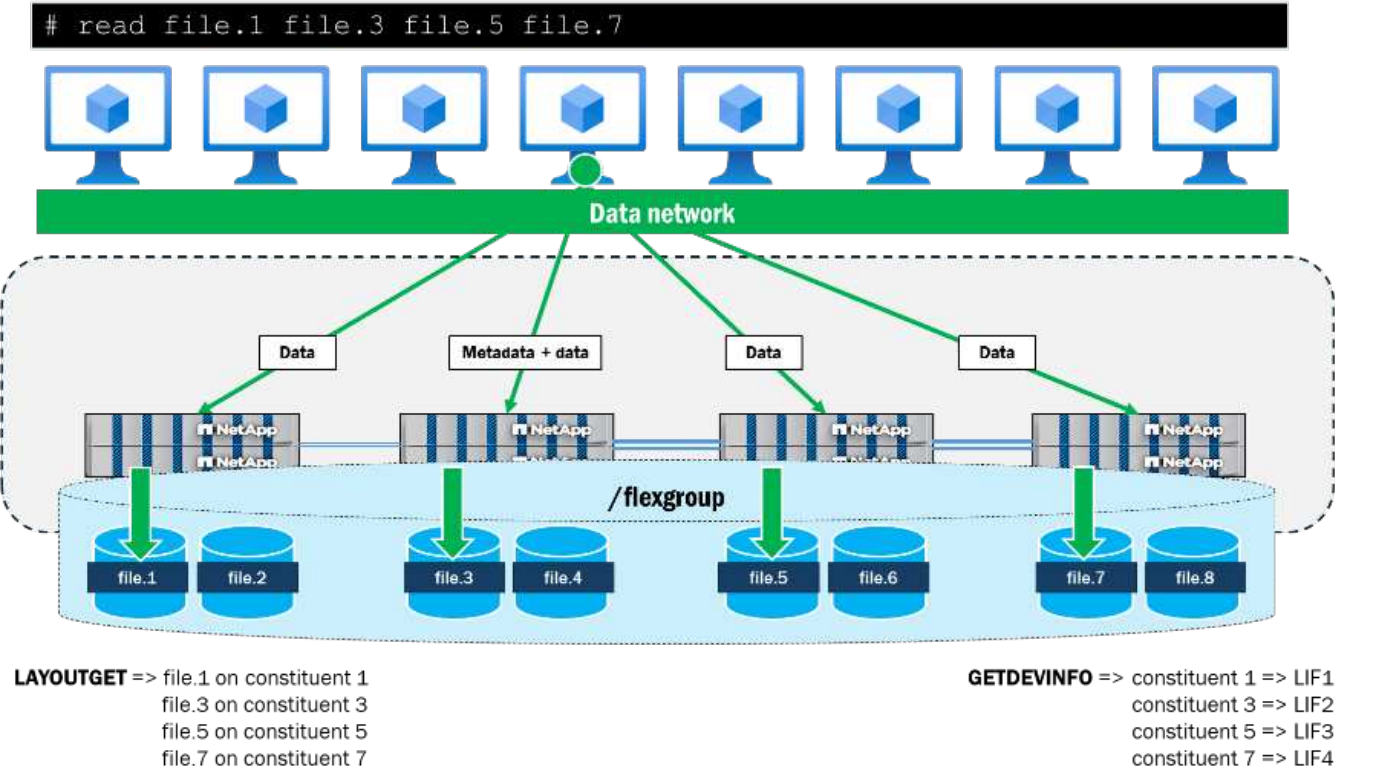 # read file.1 file.3 file.5 file.7
Data network
Data
Metadata + data
Data
Data
NetApp
NetApp
NetApp
NetApp
NetApp
NetApp
NetApp
NetApp
/flexgroup
file.1
file.2
file.3
file.4
file.5
file.6
file.7
file.8
LAYOUTGET => file.1 on constituent 1
file.3 on constituent 3
file.5 on constituent 5
file.7 on constituent 7
GETDEVINFO => constituent 1 => LIF1
constituent 3 => LIF2
constituent 5 => LIF3
constituent 7 => LIF4